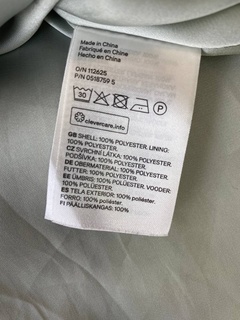 Made in China
Fabriqué en China
Hecho en China
O/N 112625
P/N 0518759 5
30
P
clevercare.info
GB SHELL: 100% POLYESTER. LINING:
100% POLYESTER.
CZ SVRCHNÍ LÁTKA: 100% POLYESTER.
PODŠÍVKA: 100% POLYESTER.
DE OBERMATERIAL: 100% POLYESTER.
FUTTER: 100% POLYESTER.
EE ÜMBRIS: 100% POLÜESTER. VOODER:
100% POLÜESTER.
ES TELA EXTERIOR: 100% poliéster.
FORRO: 100% poliéster.
FI PÄÄLLISKANGAS: 100%